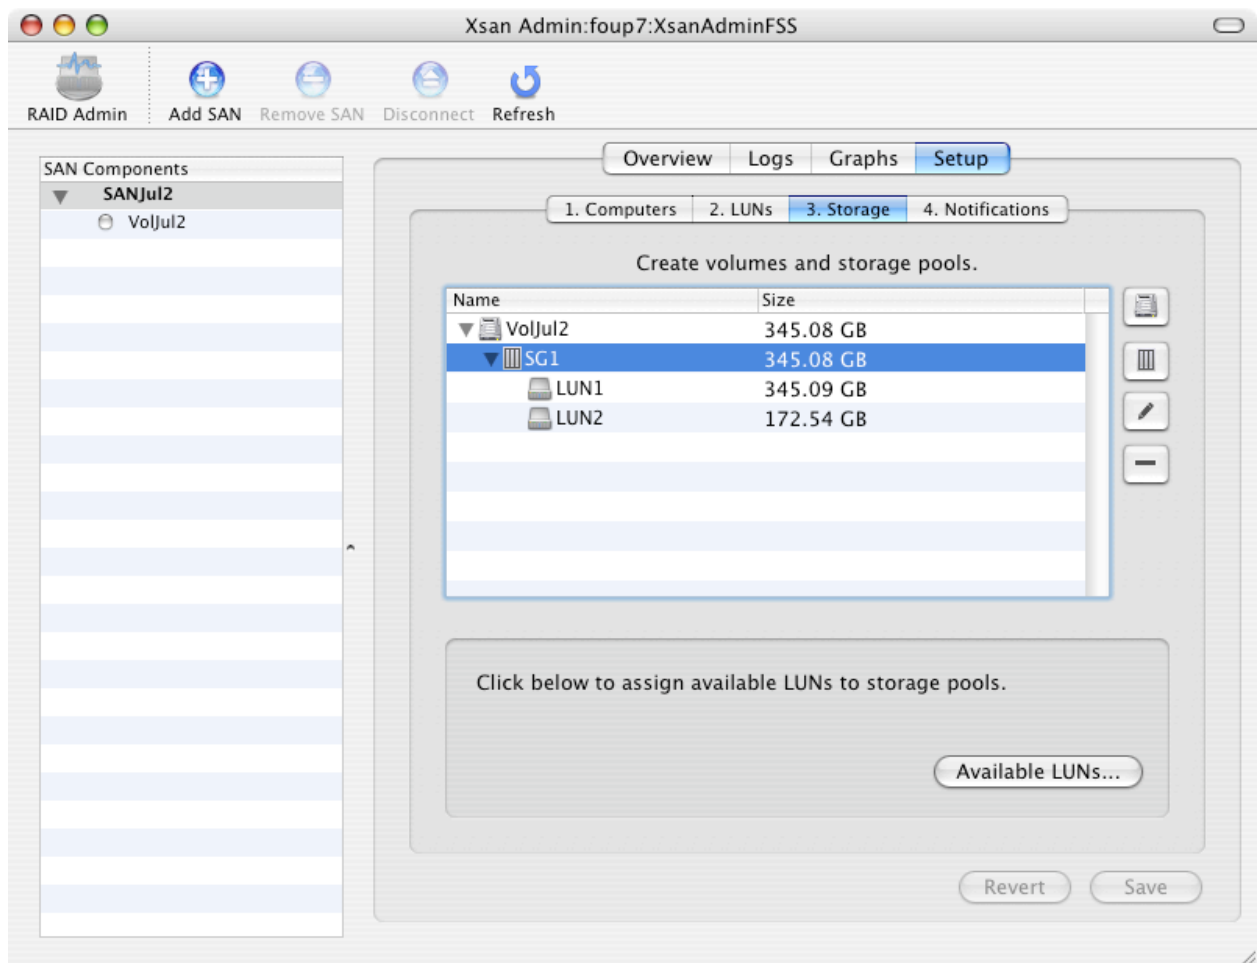 Xsan Admin:foup7:XsanAdminFSS
RAID Admin Add SAN Remove SAN Disconnect Refresh
Overview Logs Graphs Setup
SAN Components
SANJul2
VolJul2
1. Computers 2. LUNs 3. Storage 4. Notifications
Create volumes and storage pools.
Name Size
VolJul2 345.08 GB
SG1 345.08 GB
LUN1 345.09 GB
LUN2 172.54 GB
Click below to assign available LUNs to storage pools.
Available LUNs...
Revert Save